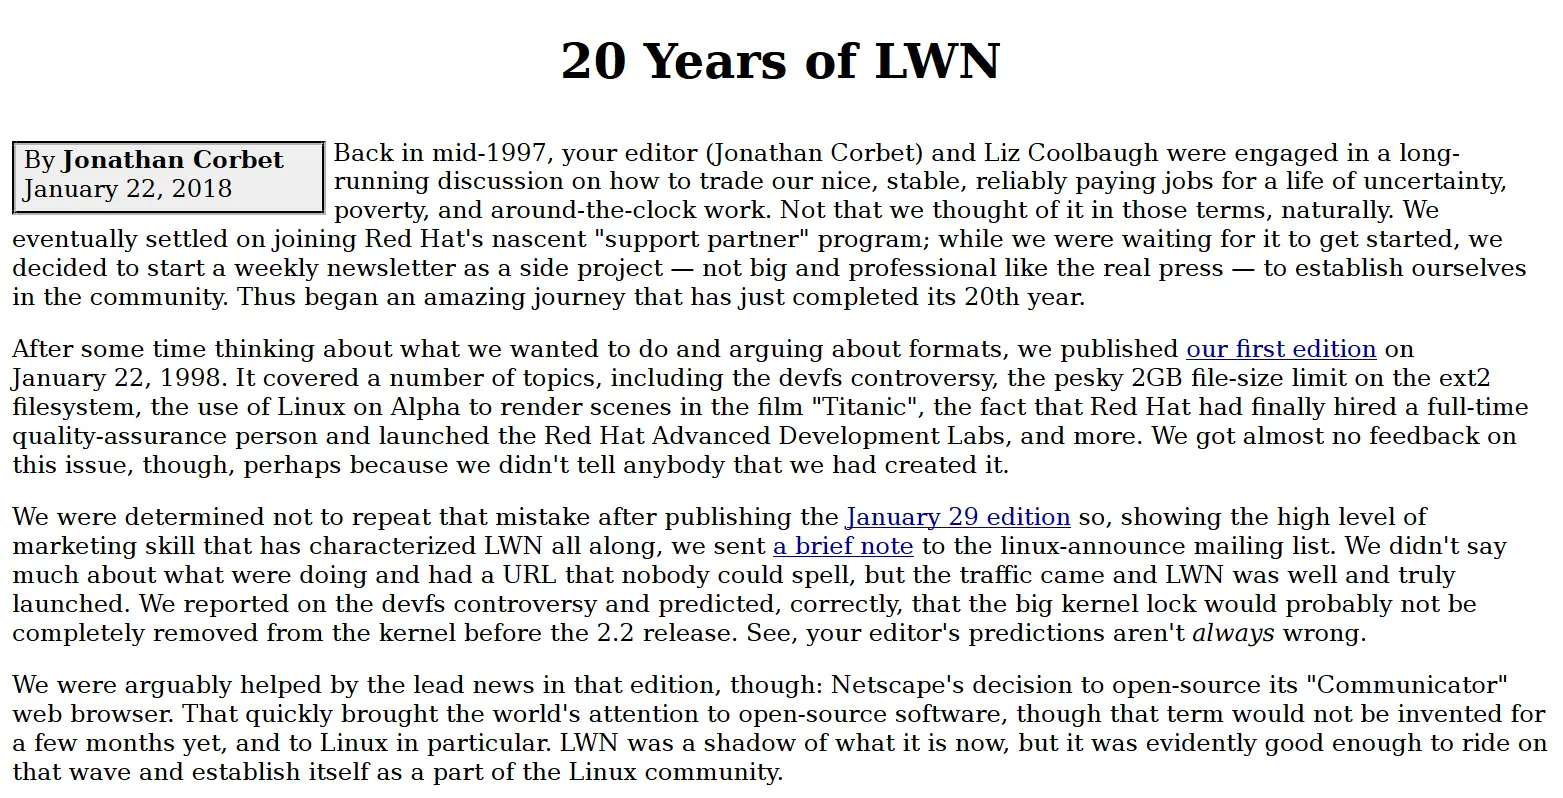 20 Years of LWN
By Jonathan Corbet
January 22, 2018
Back in mid-1997, your editor (Jonathan Corbet) and Liz Coolbaugh were engaged in a long-
running discussion on how to trade our nice, stable, reliably paying jobs for a life of uncertainty,
poverty, and around-the-clock work. Not that we thought of it in those terms, naturally. We
eventually settled on joining Red Hat's nascent "support partner" program; while we were waiting for it to get started, we
decided to start a weekly newsletter as a side project — not big and professional like the real press — to establish ourselves
in the community. Thus began an amazing journey that has just completed its 20th year.
After some time thinking about what we wanted to do and arguing about formats, we published our first edition on
January 22, 1998. It covered a number of topics, including the devfs controversy, the pesky 2GB file-size limit on the ext2
filesystem, the use of Linux on Alpha to render scenes in the film "Titanic", the fact that Red Hat had finally hired a full-time
quality-assurance person and launched the Red Hat Advanced Development Labs, and more. We got almost no feedback on
this issue, though, perhaps because we didn't tell anybody that we had created it.
We were determined not to repeat that mistake after publishing the January 29 edition so, showing the high level of
marketing skill that has characterized LWN all along, we sent a brief note to the linux-announce mailing list. We didn't say
much about what were doing and had a URL that nobody could spell, but the traffic came and LWN was well and truly
launched. We reported on the devfs controversy and predicted, correctly, that the big kernel lock would probably not be
completely removed from the kernel before the 2.2 release. See, your editor's predictions aren't always wrong.
We were arguably helped by the lead news in that edition, though: Netscape's decision to open-source its "Communicator"
web browser. That quickly brought the world's attention to open-source software, though that term would not be invented for
a few months yet, and to Linux in particular. LWN was a shadow of what it is now, but it was evidently good enough to ride on
that wave and establish itself as a part of the Linux community.